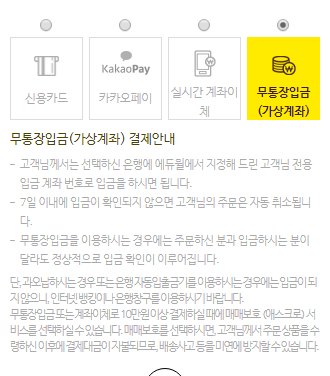 신용카드
KakaoPay
카카오페이
실시간 계좌이
체
무통장입금
(가상계좌)
무통장입금(가상계좌) 결제안내
- 고객님께서는 선택하신 은행에 에듀윌에서 지정해 드린 고객님 전용
입금 계좌 번호로 입금을 하시면 됩니다.
- 7일 이내에 입금이 확인되지 않으면 고객님의 주문은 자동 취소됩니
다.
- 무통장입금을 이용하시는 경우에는 주문하신 분과 입금하시는 분이
달라도 정상적으로 입금 확인이 이루어집니다.
단, 과오납하시는 경우 또는 은행 자동입출금기를 이용하시는 경우에는 입금이 되
지 않으니, 인터넷 뱅킹이나 은행창구를 이용하시기 바랍니다.
무통장입금 또는 계좌이체로 10만원이상 결제하실 때에 매매보호 (에스크로) 서
비스를 선택하실 수 있습니다. 매매보호를 선택하시면, 고객님께서 주문 상품을 수
령하신 이후에 결제대금이 지불되므로, 배송사고 등을 미연에 방지할 수 있습니다.